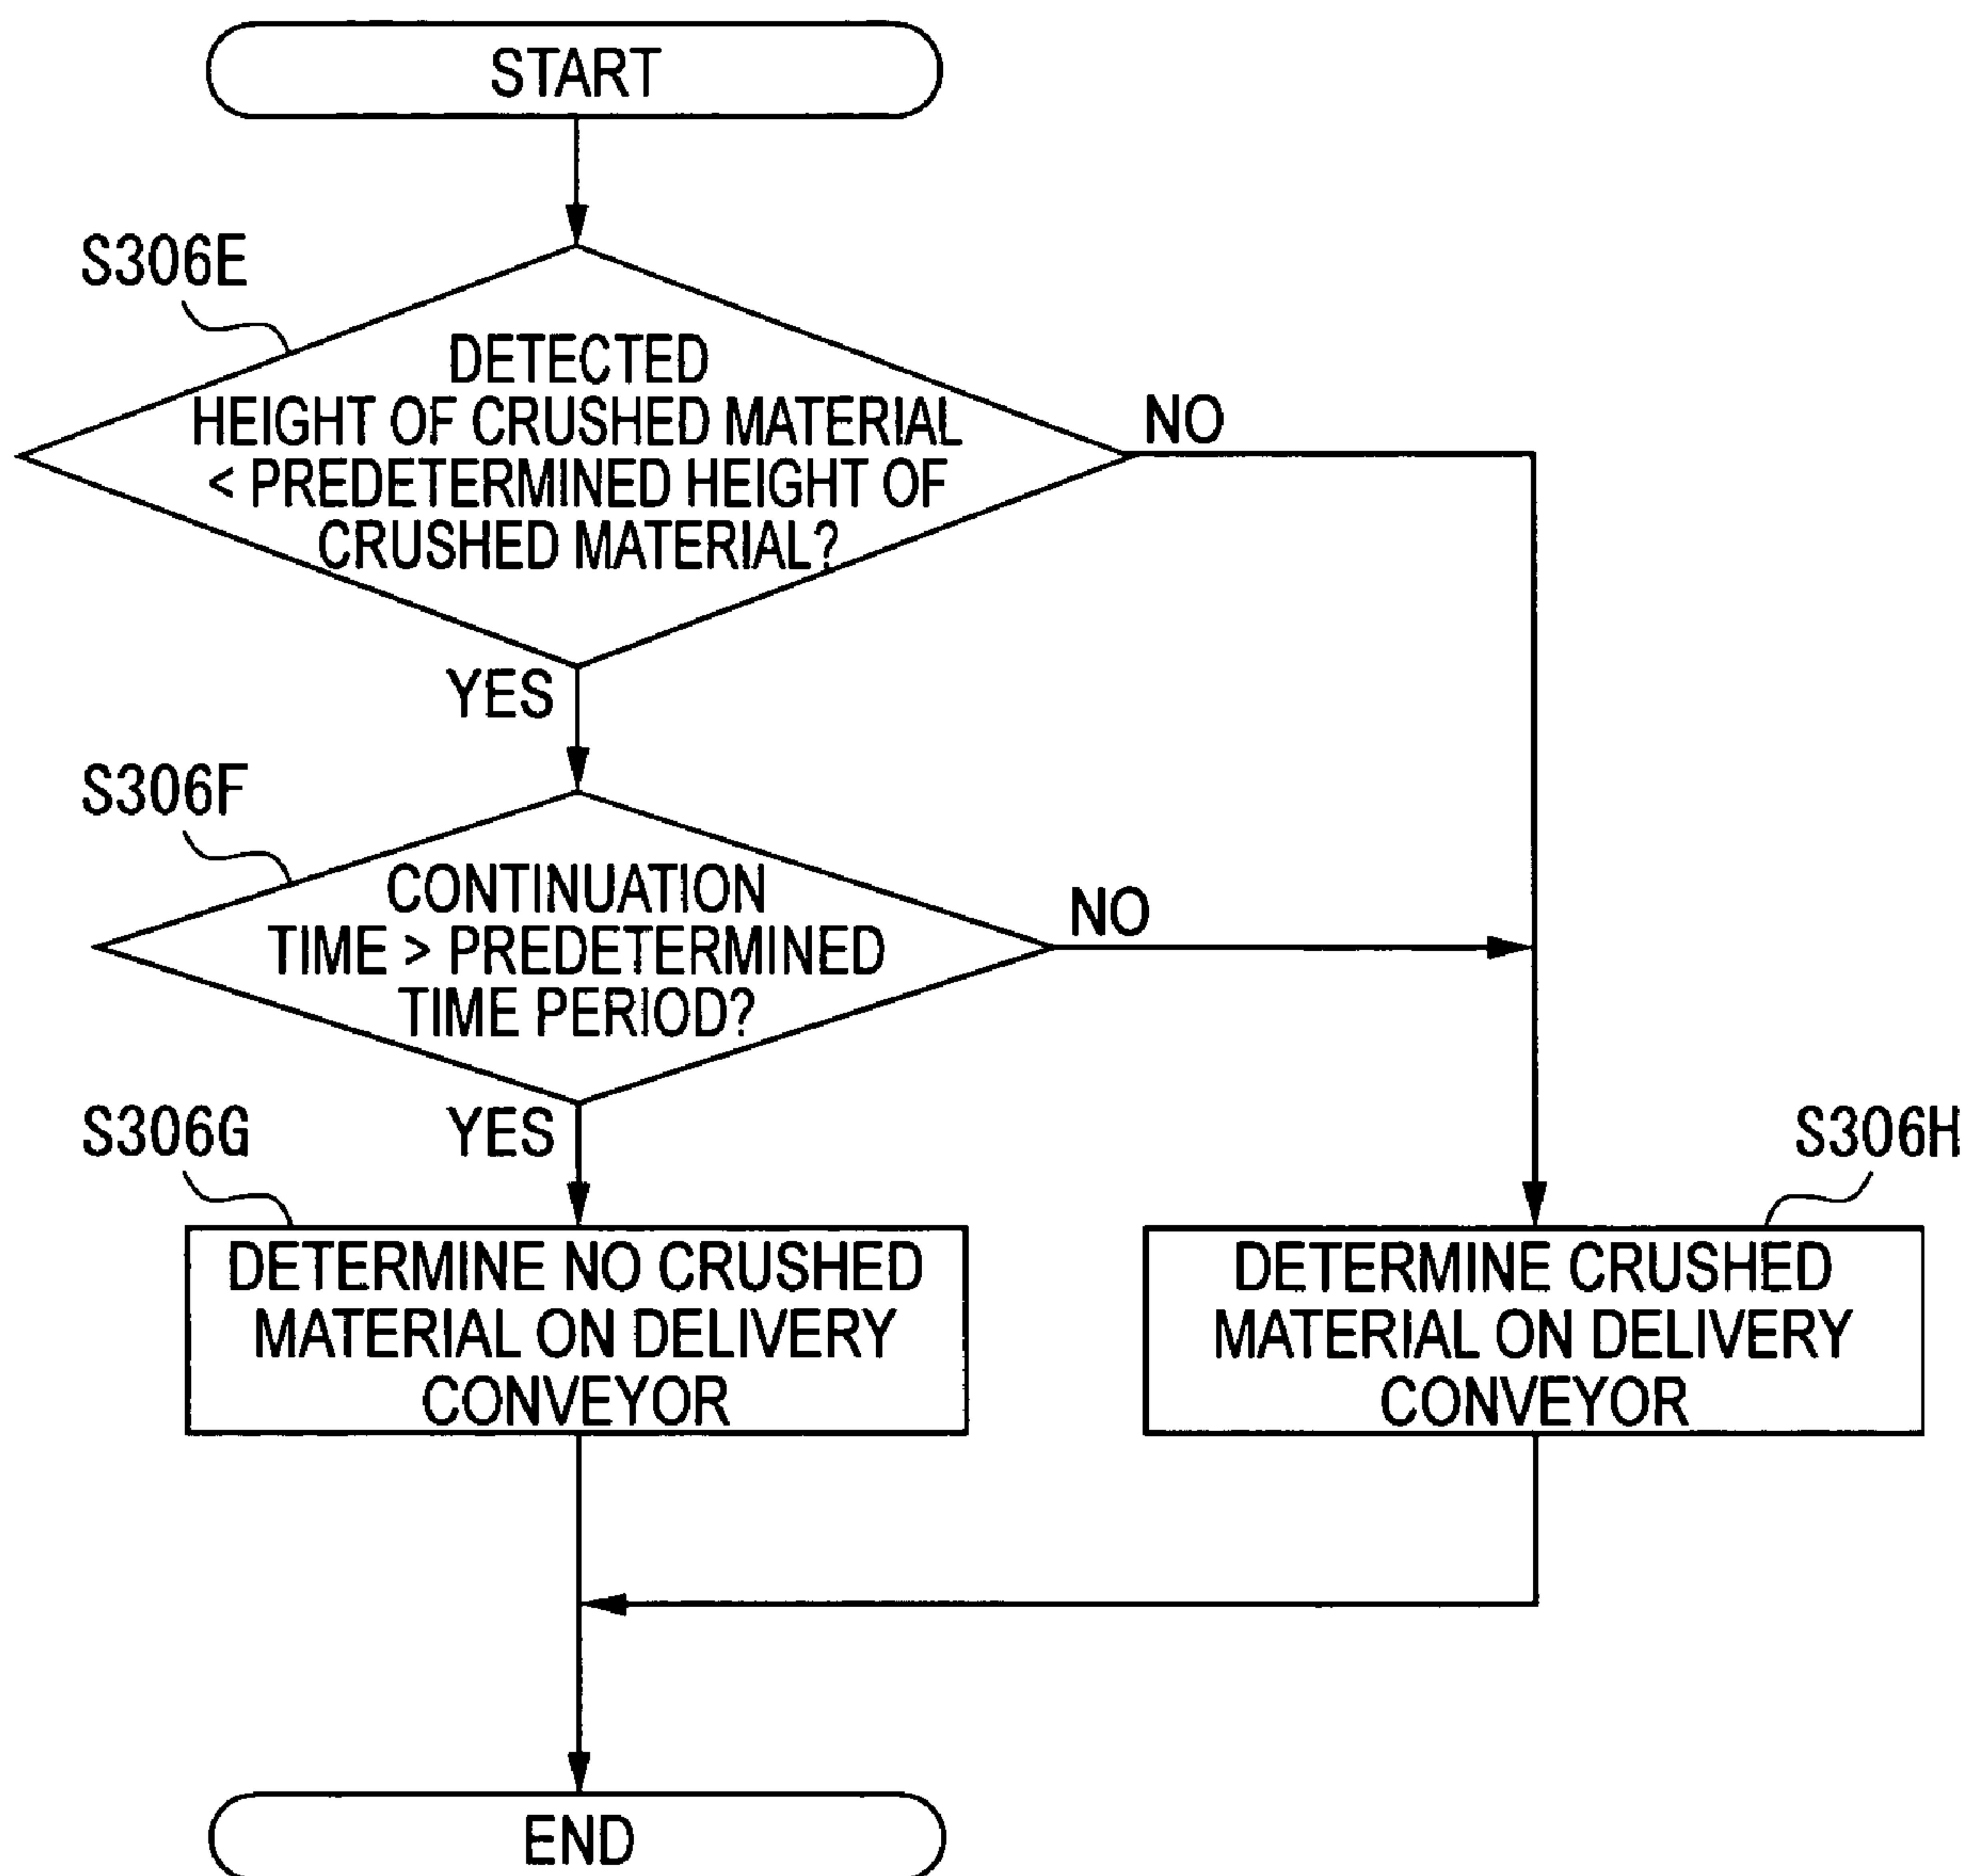 START
S306E
DETECTED
HEIGHT OF CRUSHED MATERIAL
< PREDETERMINED HEIGHT OF
CRUSHED MATERIAL?
NO
YES
S306F
CONTINUATION
TIME > PREDETERMINED
TIME PERIOD?
NO
YES
S306G
DETERMINE NO CRUSHED
MATERIAL ON DELIVERY
CONVEYOR
S306H
DETERMINE CRUSHED
MATERIAL ON DELIVERY
CONVEYOR
END